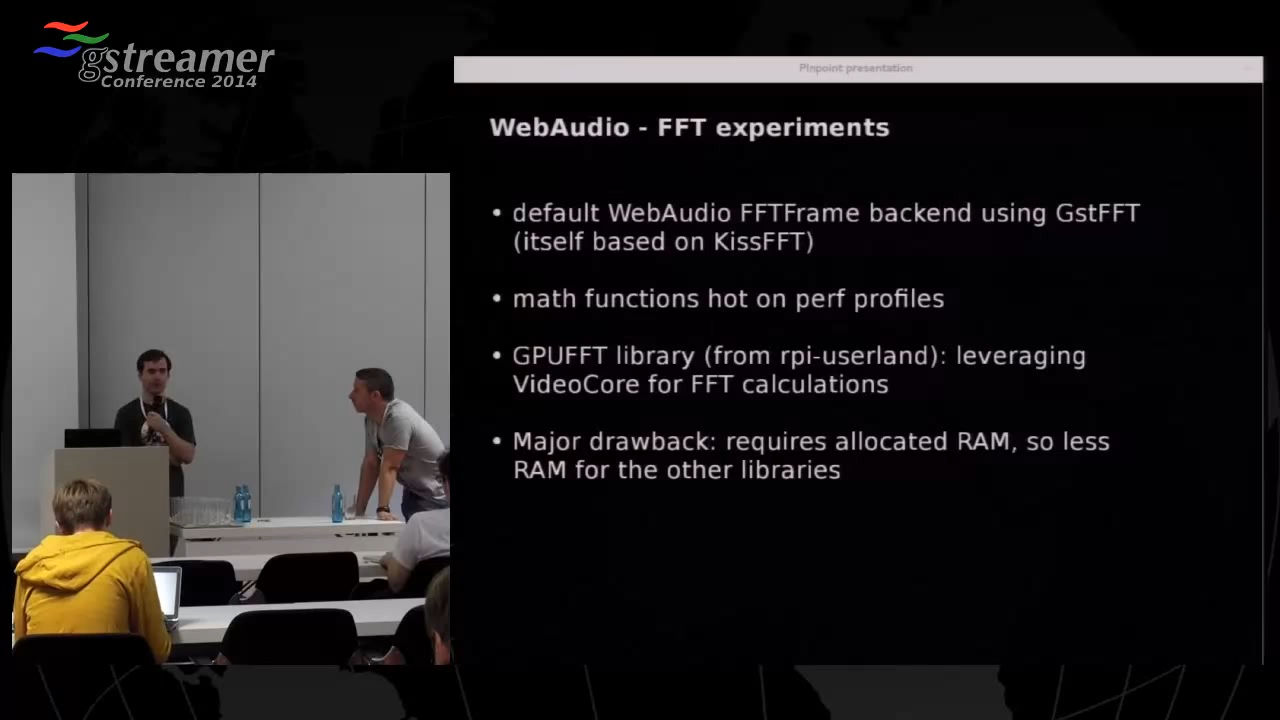 gstreamer
Conference 2014
Pinpoint presentation
WebAudio - FFT experiments
• default WebAudio FFTFrame backend using GstFFT
(itself based on KissFFT)
• math functions hot on perf profiles
• GPUFFT library (from rpi-userland): leveraging
VideoCore for FFT calculations
• Major drawback: requires allocated RAM, so less
RAM for the other libraries